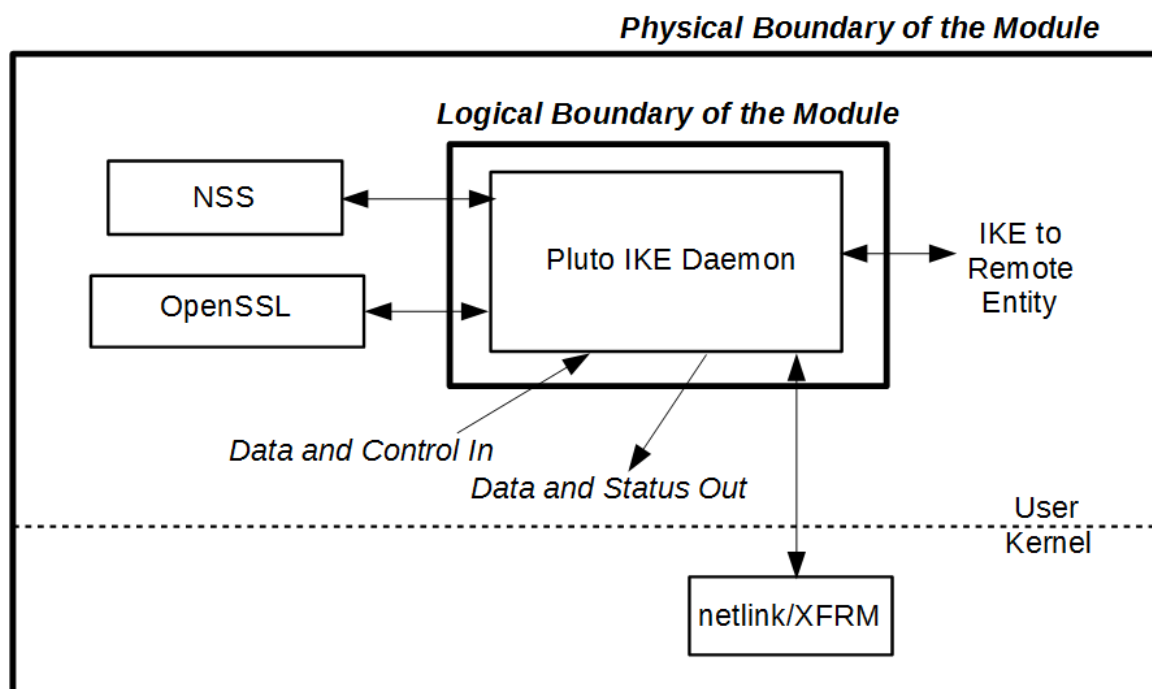 Physical Boundary of the Module
Logical Boundary of the Module
NSS
Pluto IKE Daemon
IKE to
Remote
Entity
OpenSSL
Data and Control In
Data and Status Out
User
Kernel
netlink/XFRM